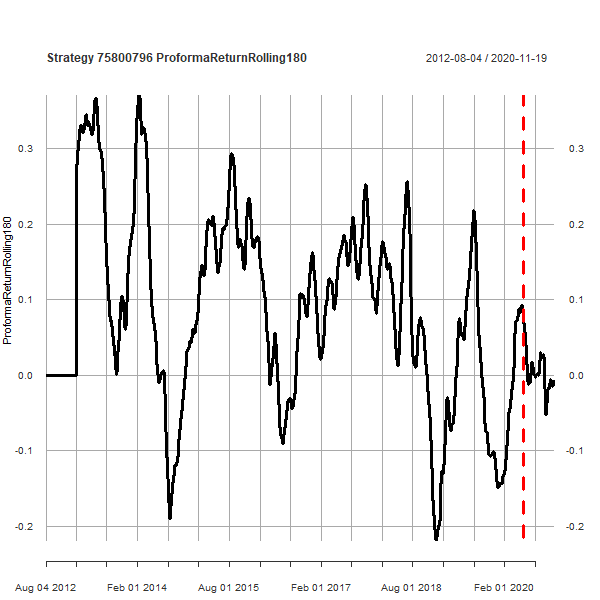 Strategy 75800796 ProformaReturnRolling180
2012-08-04 / 2020-11-19
ProformaReturnRolling180
0.3
0.3
0.2
0.2
0.1
0.1
0.0
0.0
-0.1
-0.1
-0.2
-0.2
Aug 04 2012
Feb 01 2014
Aug 01 2015
Feb 01 2017
Aug 01 2018
Feb 01 2020